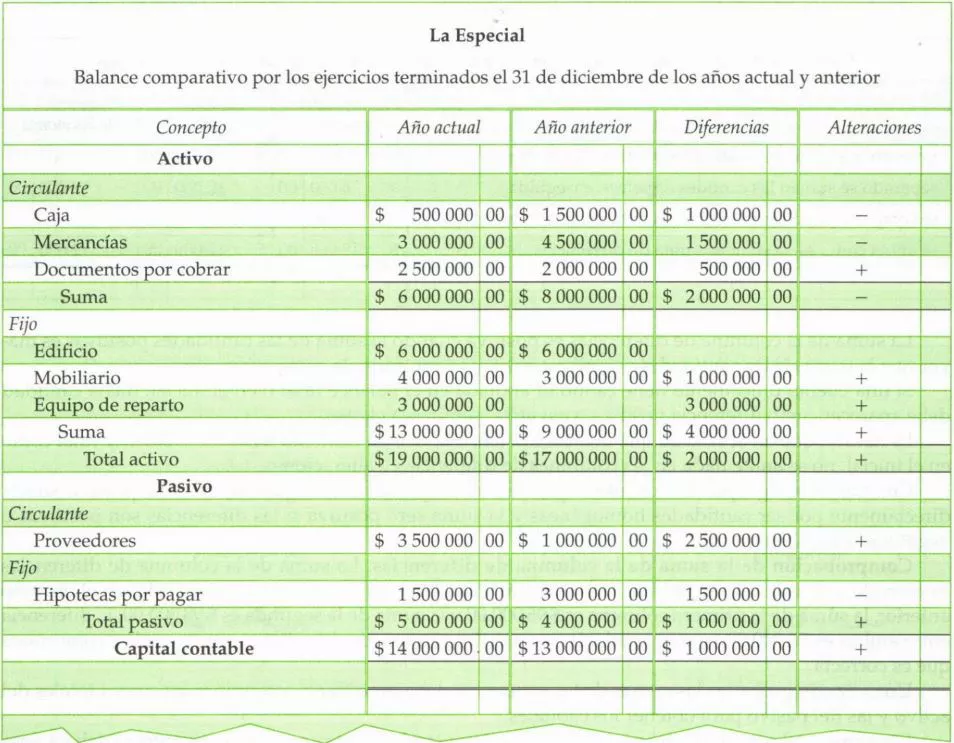 La Especial
Balance comparativo por los ejercicios terminados el 31 de diciembre de los años actual y anterior
Concepto Año actual Año anterior Diferencias Alteraciones
Activo
Circulante
Caja $ 500 000 00 $ 1 500 000 00 $ 1 000 000 00 −
Mercancías 3 000 000 00 4 500 000 00 1 500 000 00 −
Documentos por cobrar 2 500 000 00 2 000 000 00 500 000 00 +
Suma $ 6 000 000 00 $ 8 000 000 00 $ 2 000 000 00 −
Fijo
Edificio $ 6 000 000 00 $ 6 000 000 00
Mobiliario 4 000 000 00 3 000 000 00 $ 1 000 000 00 +
Equipo de reparto 3 000 000 00 3 000 000 00 +
Suma $ 13 000 000 00 $ 9 000 000 00 $ 4 000 000 00 +
Total activo $ 19 000 000 00 $ 17 000 000 00 $ 2 000 000 00 +
Pasivo
Circulante
Proveedores $ 3 500 000 00 $ 1 000 000 00 $ 2 500 000 00 +
Fijo
Hipotecas por pagar 1 500 000 00 3 000 000 00 1 500 000 00 −
Total pasivo $ 5 000 000 00 $ 4 000 000 00 $ 1 000 000 00 +
Capital contable $ 14 000 000 00 $ 13 000 000 00 $ 1 000 000 00 +